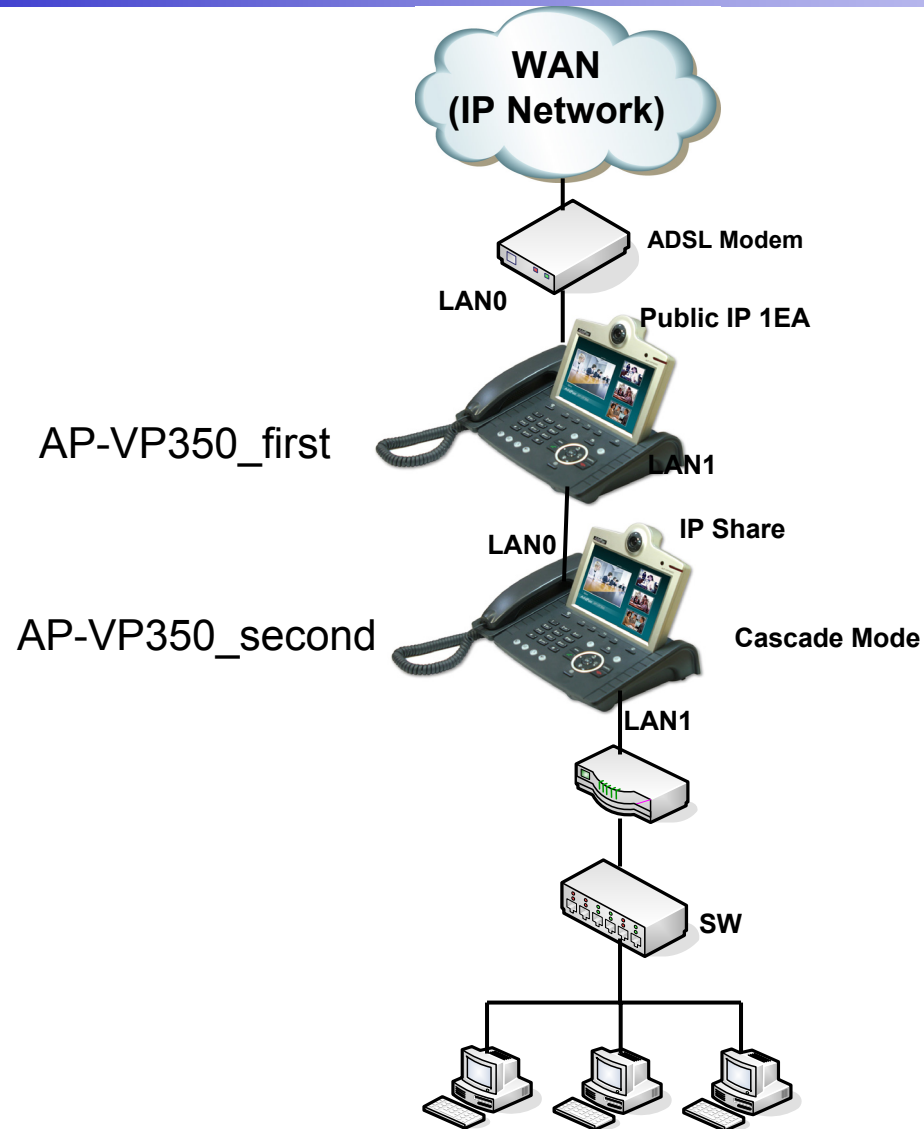 WAN
(IP Network)
ADSL Modem
LAN0
Public IP 1EA
AP-VP350_first
LAN1
IP Share
LAN0
AP-VP350_second
Cascade Mode
LAN1
SW